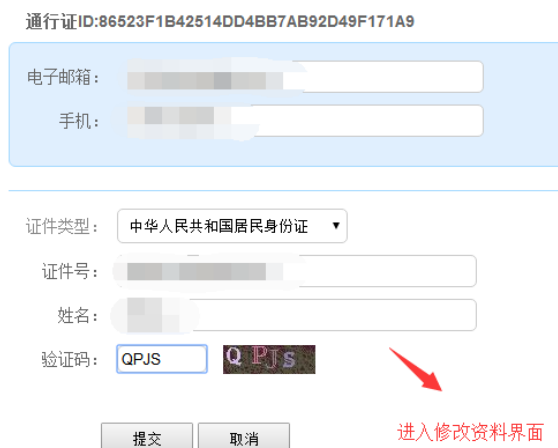 通行证ID:86523F1B42514DD4BB7AB92D49F171A9
电子邮箱：
手机：
证件类型： 中华人民共和国居民身份证
证件号：
姓名：
验证码： QPJS QPJs
进入修改资料界面
提交 取消